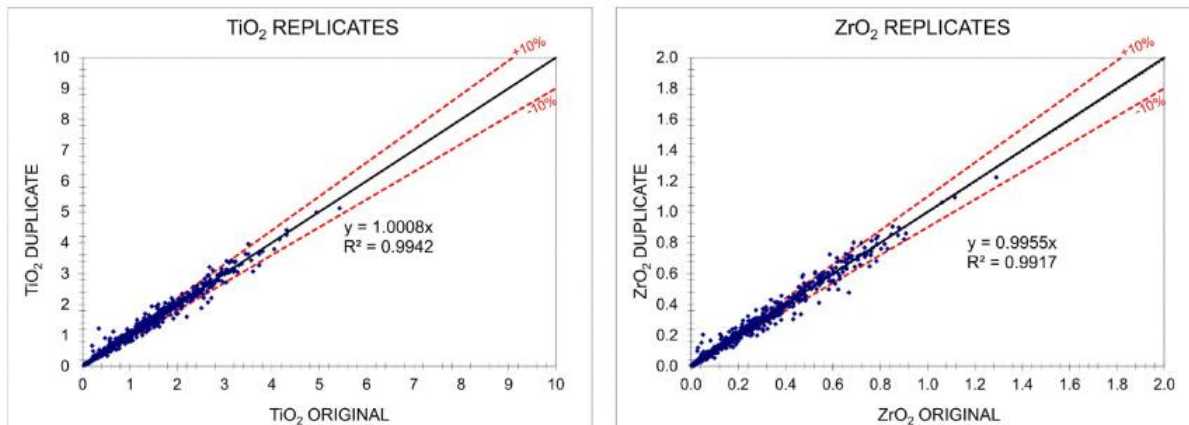 TiO₂ REPLICATES
10
9
8
7
6
5
4
3
2
1
0
TiO₂ DUPLICATE
+10%
-10%
y = 1.0008x
R² = 0.9942
0 1 2 3 4 5 6 7 8 9 10
TiO₂ ORIGINAL
ZrO₂ REPLICATES
2.0
1.8
1.6
1.4
1.2
1.0
0.8
0.6
0.4
0.2
0.0
ZrO₂ DUPLICATE
+10%
-10%
y = 0.9955x
R² = 0.9917
0.0 0.2 0.4 0.6 0.8 1.0 1.2 1.4 1.6 1.8 2.0
ZrO₂ ORIGINAL